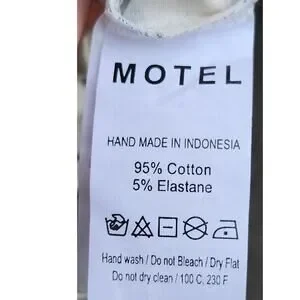 MOTEL
HAND MADE IN INDONESIA
95% Cotton
5% Elastane
Hand wash / Do not Bleach / Dry Flat
Do not dry clean / 100 C, 230 F